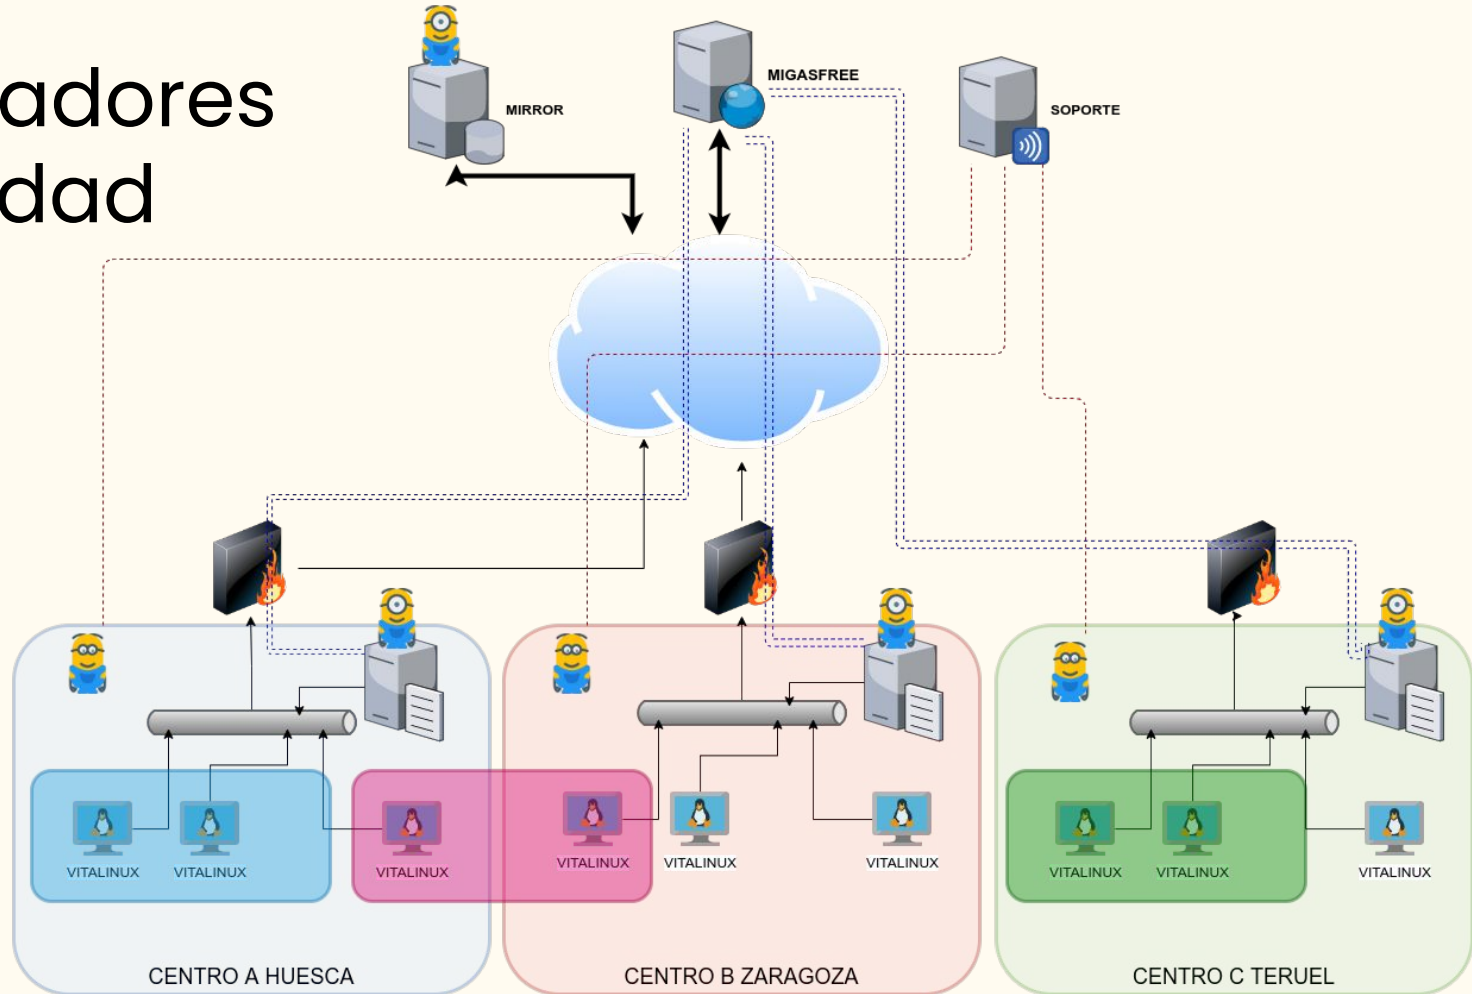 adores
dad
MIRROR
MIGASFREE
SOPORTE
VITALINUX
VITALINUX
VITALINUX
VITALINUX
VITALINUX
VITALINUX
VITALINUX
VITALINUX
VITALINUX
CENTRO A HUESCA
CENTRO B ZARAGOZA
CENTRO C TERUEL